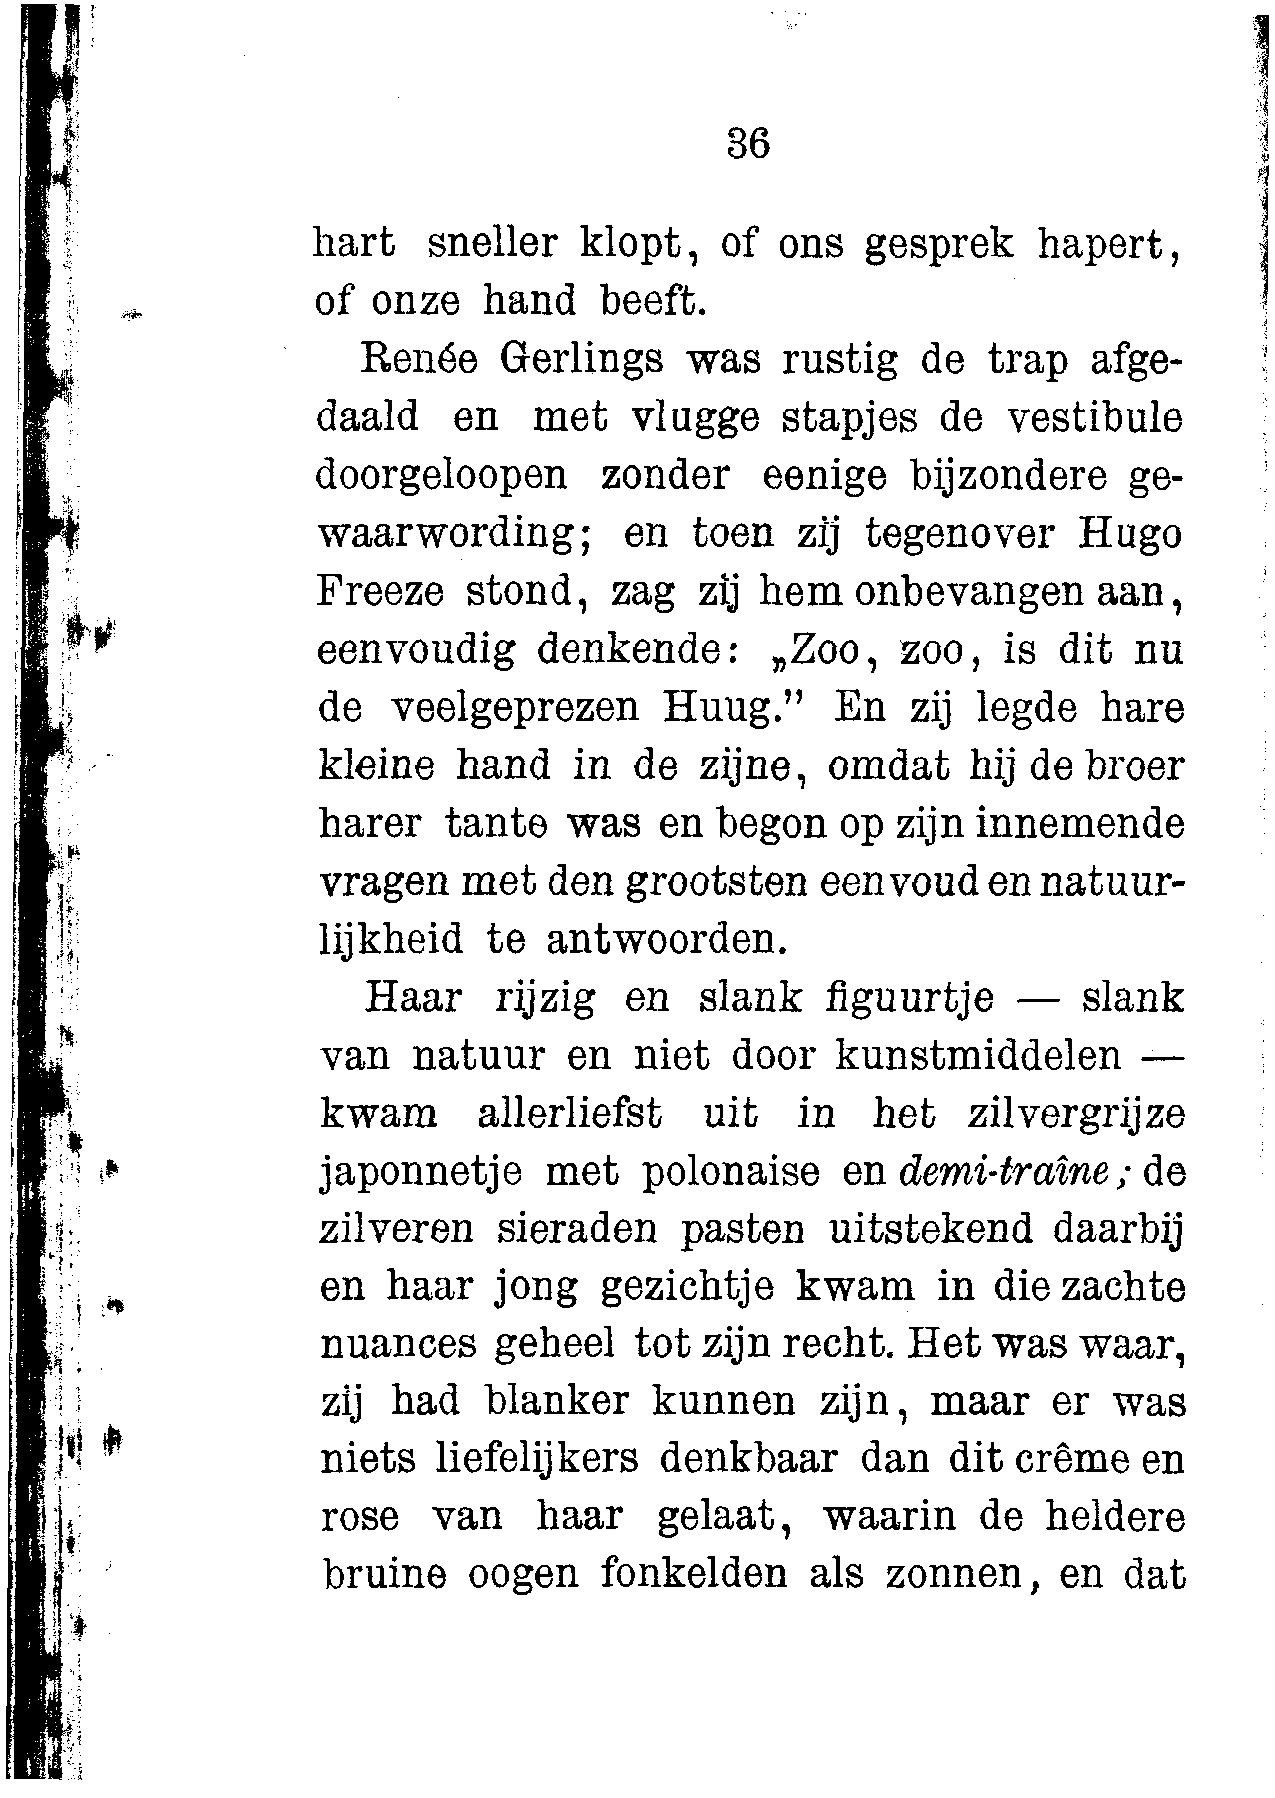 36
hart sneller klopt, of ons gesprek hapert,
of onze hand beeft.
Renée Gerlings was rustig de trap afge-
daald en met vlugge stapjes de vestibule
doorgeloopen zonder eenige bijzondere ge-
waarwording; en toen zij tegenover Hugo
Freeze stond, zag zij hem onbevangen aan,
eenvoudig denkende: „Zoo, zoo, is dit nu
de veelgeprezen Huug.” En zij legde hare
kleine hand in de zijne, omdat hij de broer
harer tante was en begon op zijn innemende
vragen met den grootsten eenvoud en natuur-
lijkheid te antwoorden.
Haar rijzig en slank figuurtje — slank
van natuur en niet door kunstmiddelen —
kwam allerliefst uit in het zilvergrijze
japonnetje met polonaise en demi-traîne; de
zilveren sieraden pasten uitstekend daarbij
en haar jong gezichtje kwam in die zachte
nuances geheel tot zijn recht. Het was waar,
zij had blanker kunnen zijn, maar er was
niets liefelijkers denkbaar dan dit crême en
rose van haar gelaat, waarin de heldere
bruine oogen fonkelden als zonnen, en dat